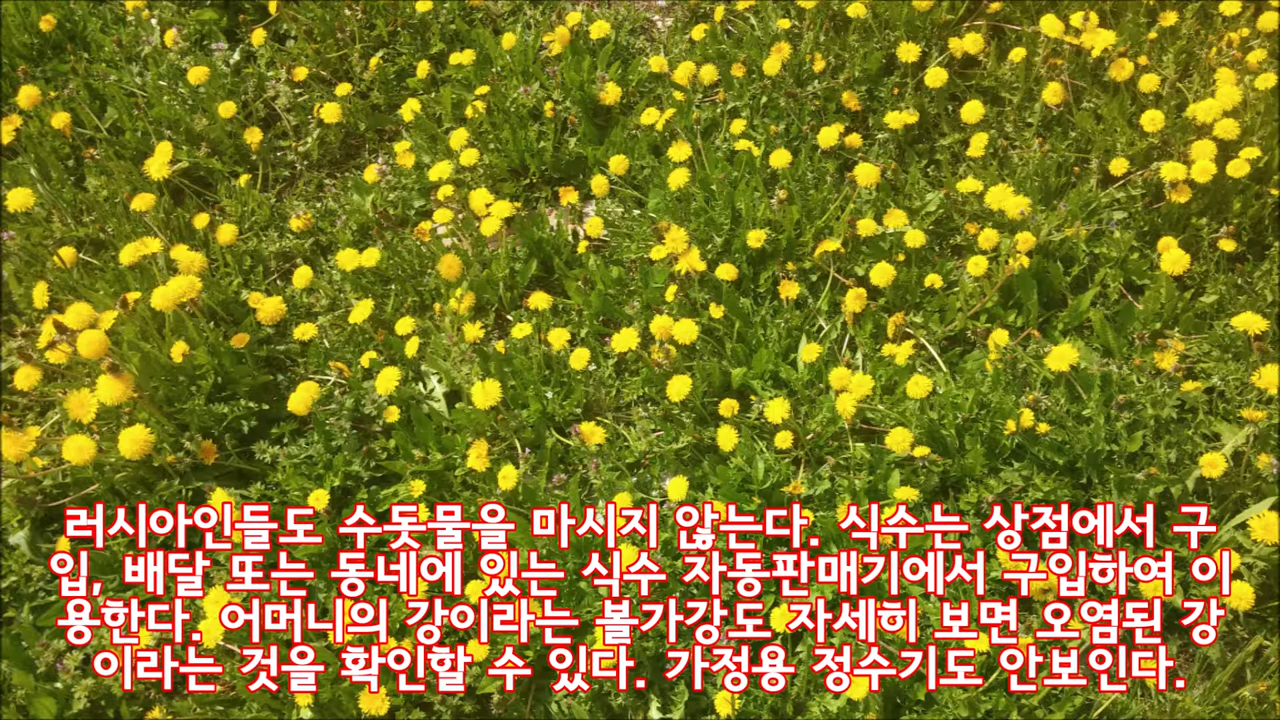 러시아인들도 수돗물을 마시지 않는다. 식수는 상점에서 구
입, 배달 또는 동네에 있는 식수 자동판매기에서 구입하여 이
용한다. 어머니의 강이라는 볼가강도 자세히 보면 오염된 강
이라는 것을 확인할 수 있다. 가정용 정수기도 안보인다.